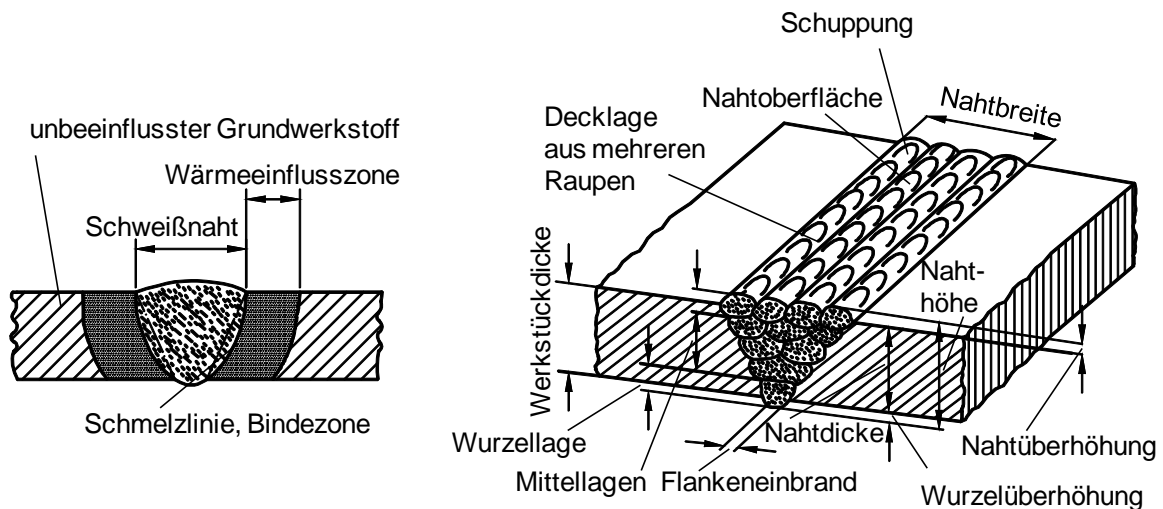 unbeeinflusster Grundwerkstoff
Wärmeeinflusszone
Schweißnaht
Schmelzlinie, Bindezone
Schuppung
Nahtoberfläche
Nahtbreite
Decklage
aus mehreren
Raupen
Werkstückdicke
Naht-
höhe
Wurzellage
Nahtdicke
Nahtüberhöhung
Mittellagen
Flankeneinbrand
Wurzelüberhöhung